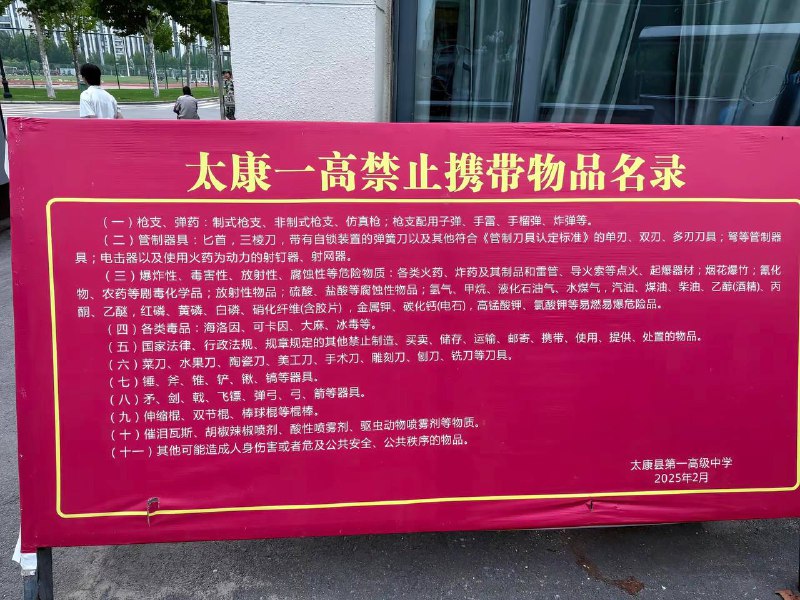 太康一高禁止携带物品名录
（一）枪支、弹药：制式枪支、非制式枪支、仿真枪；枪支配用子弹、手雷、手榴弹、炸弹等。
（二）管制器具：匕首，三棱刀，带有自锁装置的弹簧刀以及其他符合《管制刀具认定标准》的单刃、双刃、多刃刀具；弩等管制器
具；电击器以及使用火药为动力的射钉器、射网器。
（三）爆炸性、毒害性、放射性、腐蚀性等危险物质：各类火药、炸药及其制品和雷管、导火索等点火、起爆器材；烟花爆竹；氰化
物、农药等剧毒化学品；放射性物品；硫酸、盐酸等腐蚀性物品；氢气、甲烷、液化石油气、水煤气，汽油、煤油、柴油、乙醇(酒精)、丙
酮、乙醚，红磷、黄磷、白磷、硝化纤维(含胶片)，金属钾、碳化钙(电石)，高锰酸钾、氯酸钾等易燃易爆危险品。
（四）各类毒品：海洛因、可卡因、大麻、冰毒等。
（五）国家法律、行政法规、规章规定的其他禁止制造、买卖、储存、运输、邮寄、携带、使用、提供、处置的物品。
（六）菜刀、水果刀、陶瓷刀、美工刀、手术刀、雕刻刀、刨刀、铣刀等刀具。
（七）锤、斧、锥、铲、锹、镐等器具。
（八）矛、剑、戟、飞镖、弹弓、弓、箭等器具。
（九）伸缩棍、双节棍、棒球棍等棍棒。
（十）催泪瓦斯、胡椒辣椒喷剂、酸性喷雾剂、驱虫动物喷雾剂等物质。
（十一）其他可能造成人身伤害或者危及公共安全、公共秩序的物品。
太康县第一高级中学
2025年2月